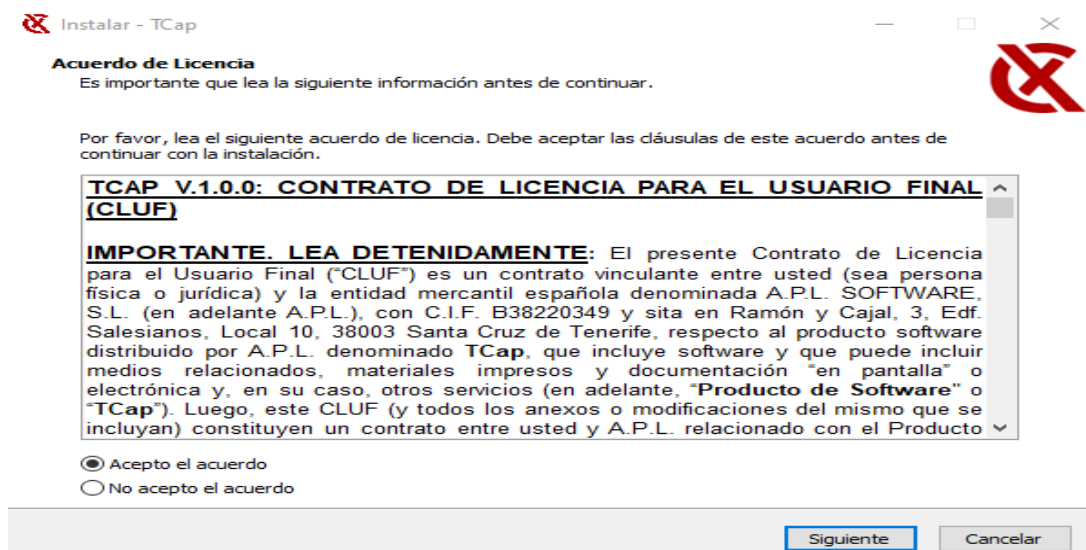 Instalar - TCap
Acuerdo de Licencia
Es importante que lea la siguiente información antes de continuar.
Por favor, lea el siguiente acuerdo de licencia. Debe aceptar las cláusulas de este acuerdo antes de
continuar con la instalación.
TCAP V.1.0.0: CONTRATO DE LICENCIA PARA EL USUARIO FINAL
(CLUF)
IMPORTANTE. LEA DETENIDAMENTE: El presente Contrato de Licencia
para el Usuario Final (“CLUF”) es un contrato vinculante entre usted (sea persona
física o jurídica) y la entidad mercantil española denominada A.P.L. SOFTWARE,
S.L. (en adelante A.P.L.), con C.I.F. B38220349 y sita en Ramón y Cajal, 3, Edf.
Salesianos, Local 10, 38003 Santa Cruz de Tenerife, respecto al producto software
distribuido por A.P.L. denominado TCap, que incluye software y que puede incluir
medios relacionados, materiales impresos y documentación “en pantalla” o
electrónica y, en su caso, otros servicios (en adelante, “Producto de Software" o
“TCap”). Luego, este CLUF (y todos los anexos o modificaciones del mismo que se
incluyan) constituyen un contrato entre usted y A.P.L. relacionado con el Producto
Acepto el acuerdo
No acepto el acuerdo
Siguiente Cancelar